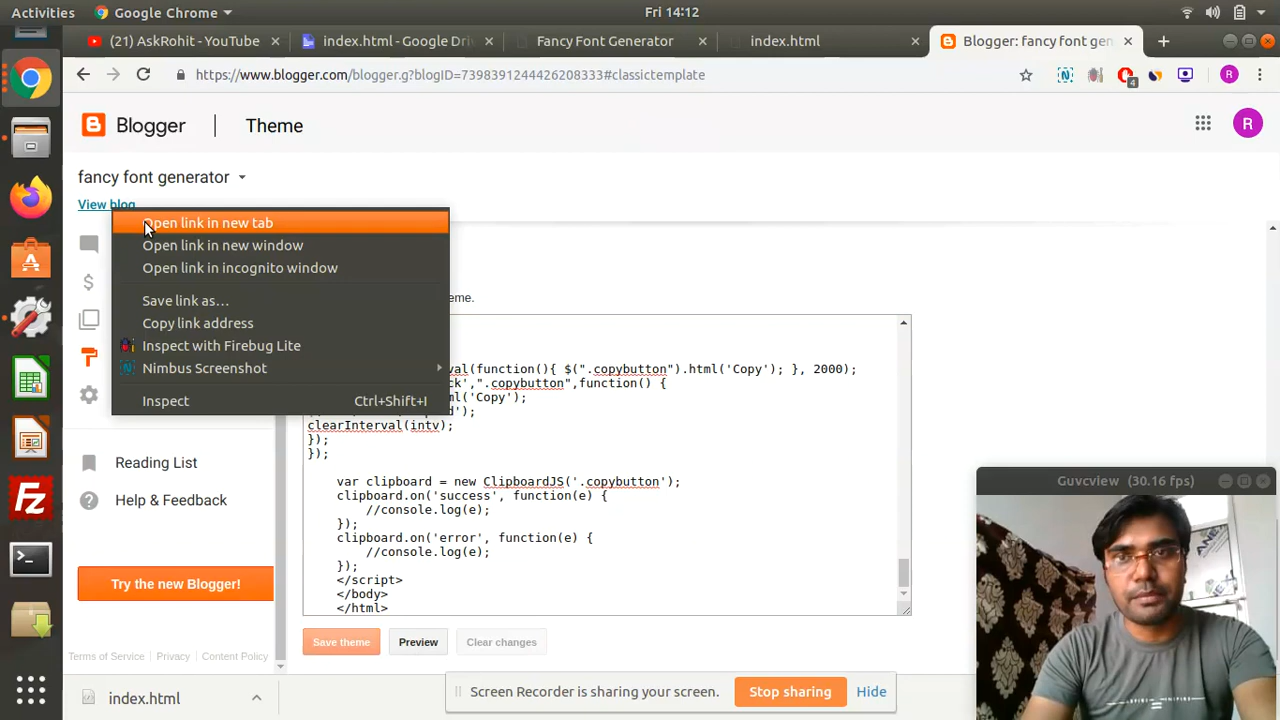 Activities
Google Chrome
Fri 14:12
(21) AskRohit - YouTube
index.html - Google Driv
Fancy Font Generator
index.html
Blogger: fancy font gen
https://www.blogger.com/blogger.g?blogID=7398391244426208333#classictemplate
4
R
Blogger
Theme
R
fancy font generator
View blog
Open link in new tab
Open link in new window
Open link in incognito window
Save link as…
Copy link address
Inspect with Firebug Lite
Nimbus Screenshot
Inspect
Ctrl+Shift+I
Reading List
Help & Feedback
Try the new Blogger!
Terms of Service
Privacy
Content Policy
(function(){ $(".copybutton").html('Copy'); }, 2000);
,".copybutton",function() {
('Copy');
');
clearInterval(intv);
});
});
var clipboard = new ClipboardJS('.copybutton');
clipboard.on('success', function(e) {
//console.log(e);
});
clipboard.on('error', function(e) {
//console.log(e);
});
</script>
</body>
</html>
Save theme
Preview
Clear changes
Guvcview (30.16 fps)
index.html
Screen Recorder is sharing your screen.
Stop sharing
Hide